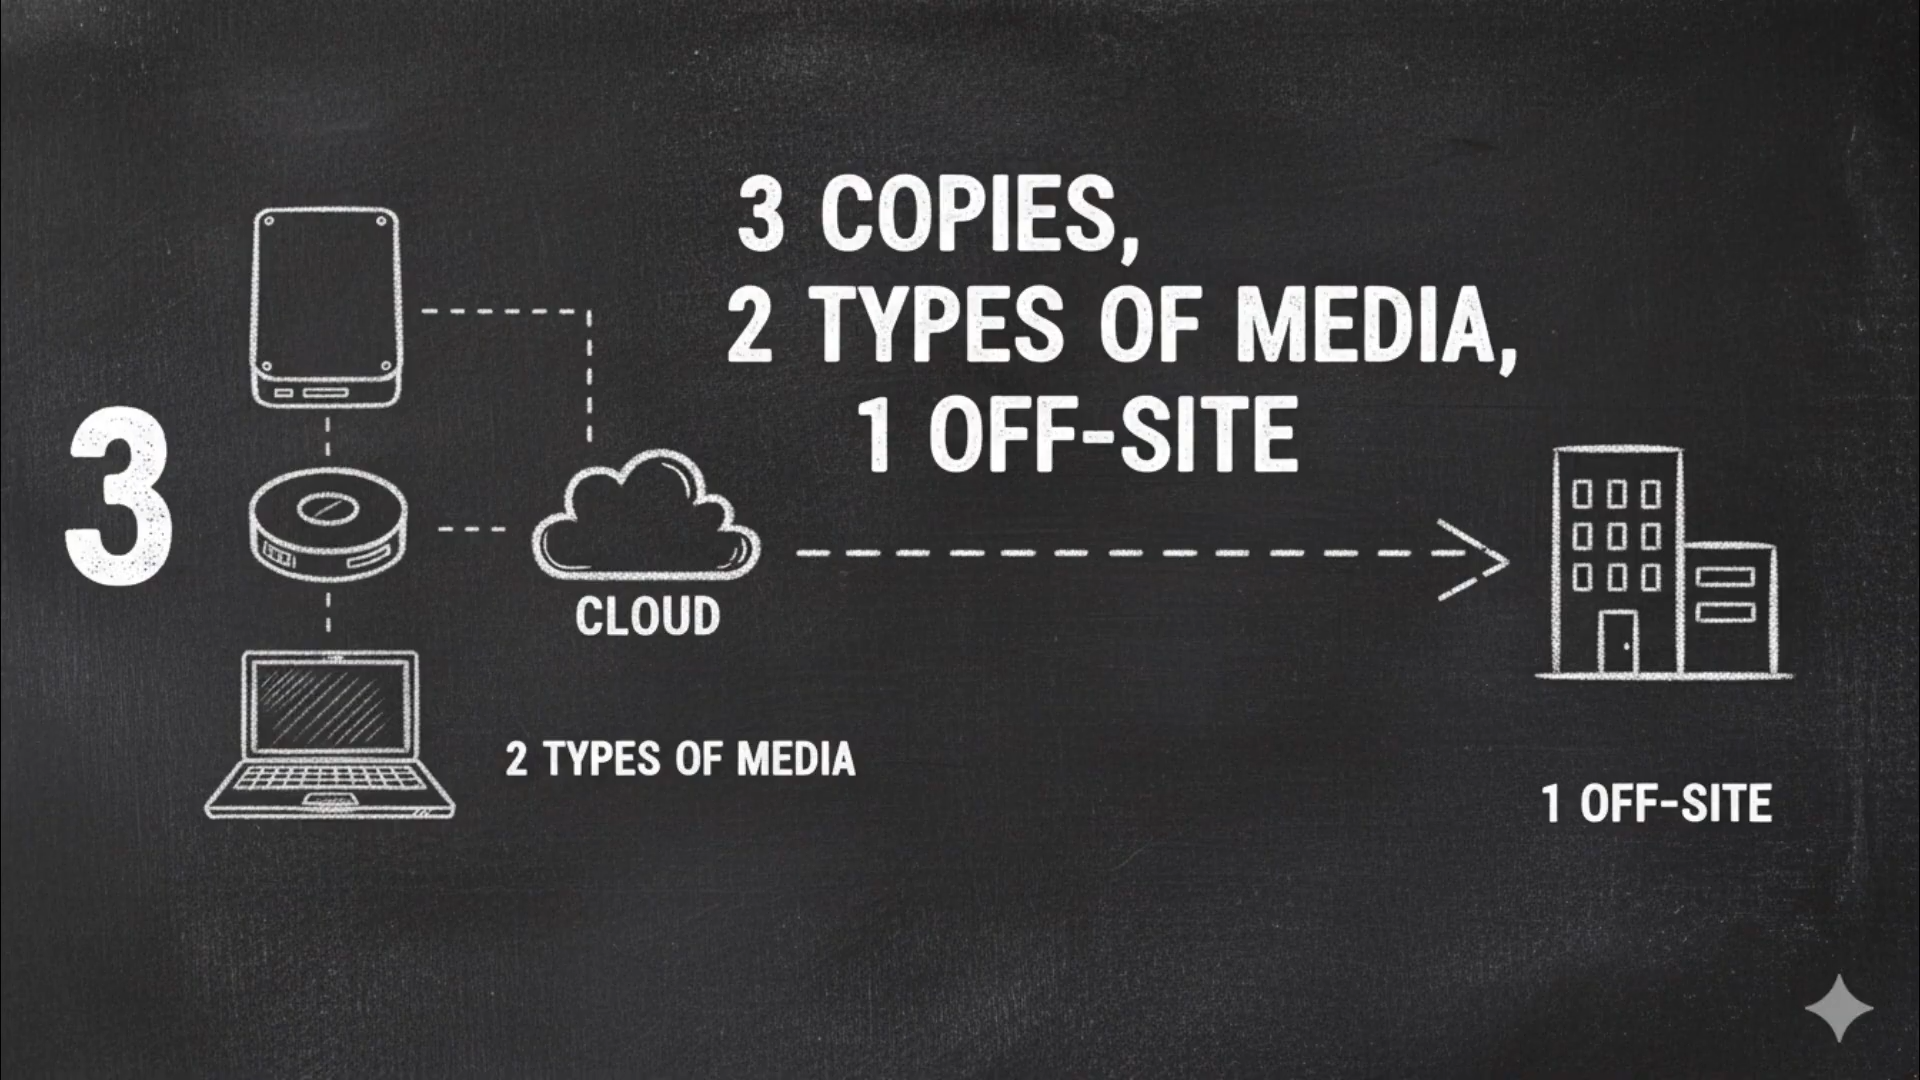 3 COPIES,
2 TYPES OF MEDIA,
1 OFF-SITE
3
CLOUD
2 TYPES OF MEDIA
1 OFF-SITE